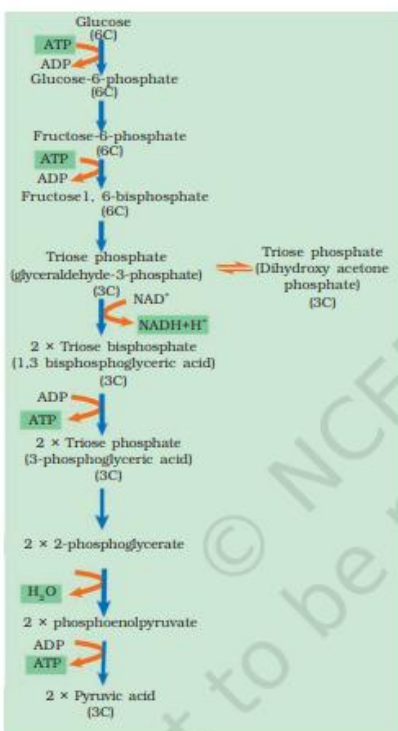 Glucose
(6C)
ATP
ADP
Glucose-6-phosphate
(6C)
Fructose-6-phosphate
(6C)
ATP
ADP
Fructose1, 6-bisphosphate
(6C)
Triose phosphate
(glyceraldehyde-3-phosphate)
(3C)
Triose phosphate
(Dihydroxy acetone
phosphate)
(3C)
NAD⁺
NADH+H⁺
2 × Triose bisphosphate
(1,3 bisphosphoglyceric acid)
(3C)
ADP
ATP
2 × Triose phosphate
(3-phosphoglyceric acid)
(3C)
2 × 2-phosphoglycerate
H₂O
2 × phosphoenolpyruvate
ADP
ATP
2 × Pyruvic acid
(3C)
© NCE
t to be r